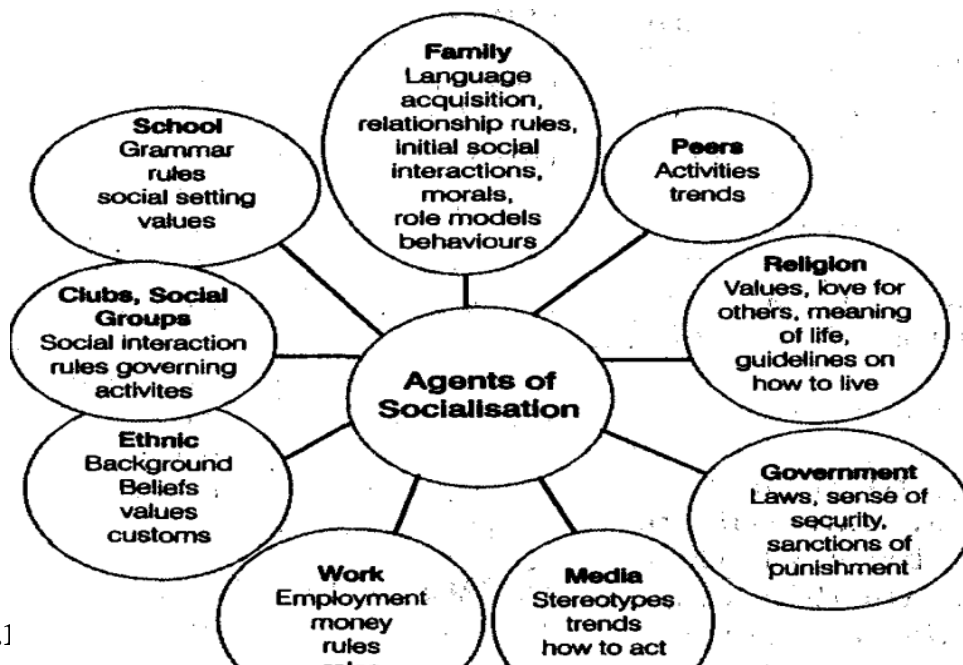 Family
Language
acquisition,
relationship rules,
initial social
interactions,
morals,
role models
behaviours
School
Grammar
rules
social setting
values
Peers
Activities
trends
Religion
Values, love for
others, meaning
of life,
guidelines on
how to live
Clubs, Social
Groups
Social interaction
rules governing
activites
Agents of
Socialisation
Ethnic
Background
Beliefs
values
customs
Government
Laws, sense of
security,
sanctions of
punishment
Work
Employment
money
rules
Media
Stereotypes
trends
how to act